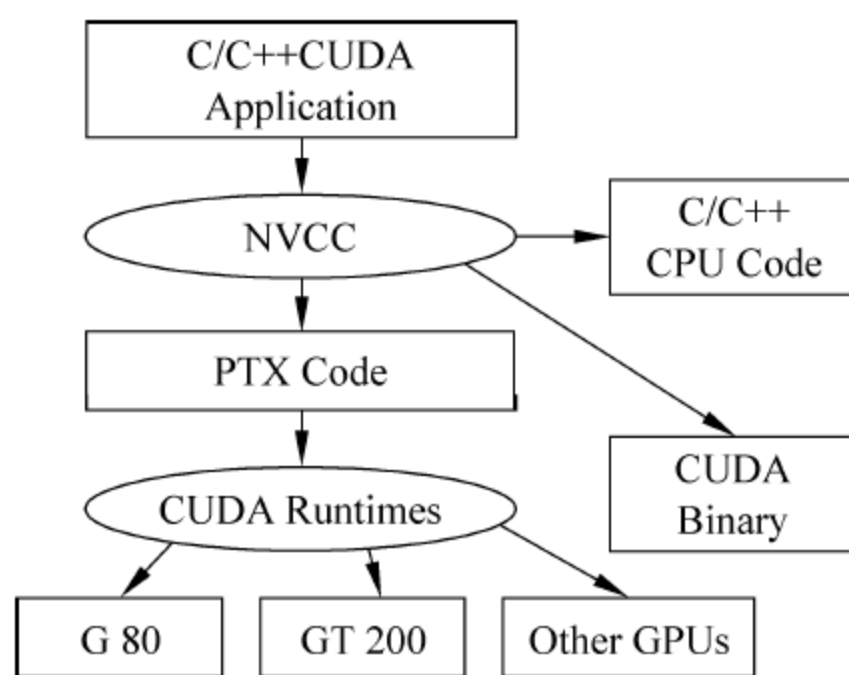 C/C++CUDA
Application
NVCC
C/C++
CPU Code
PTX Code
CUDA
Binary
CUDA Runtimes
G 80
GT 200
Other GPUs